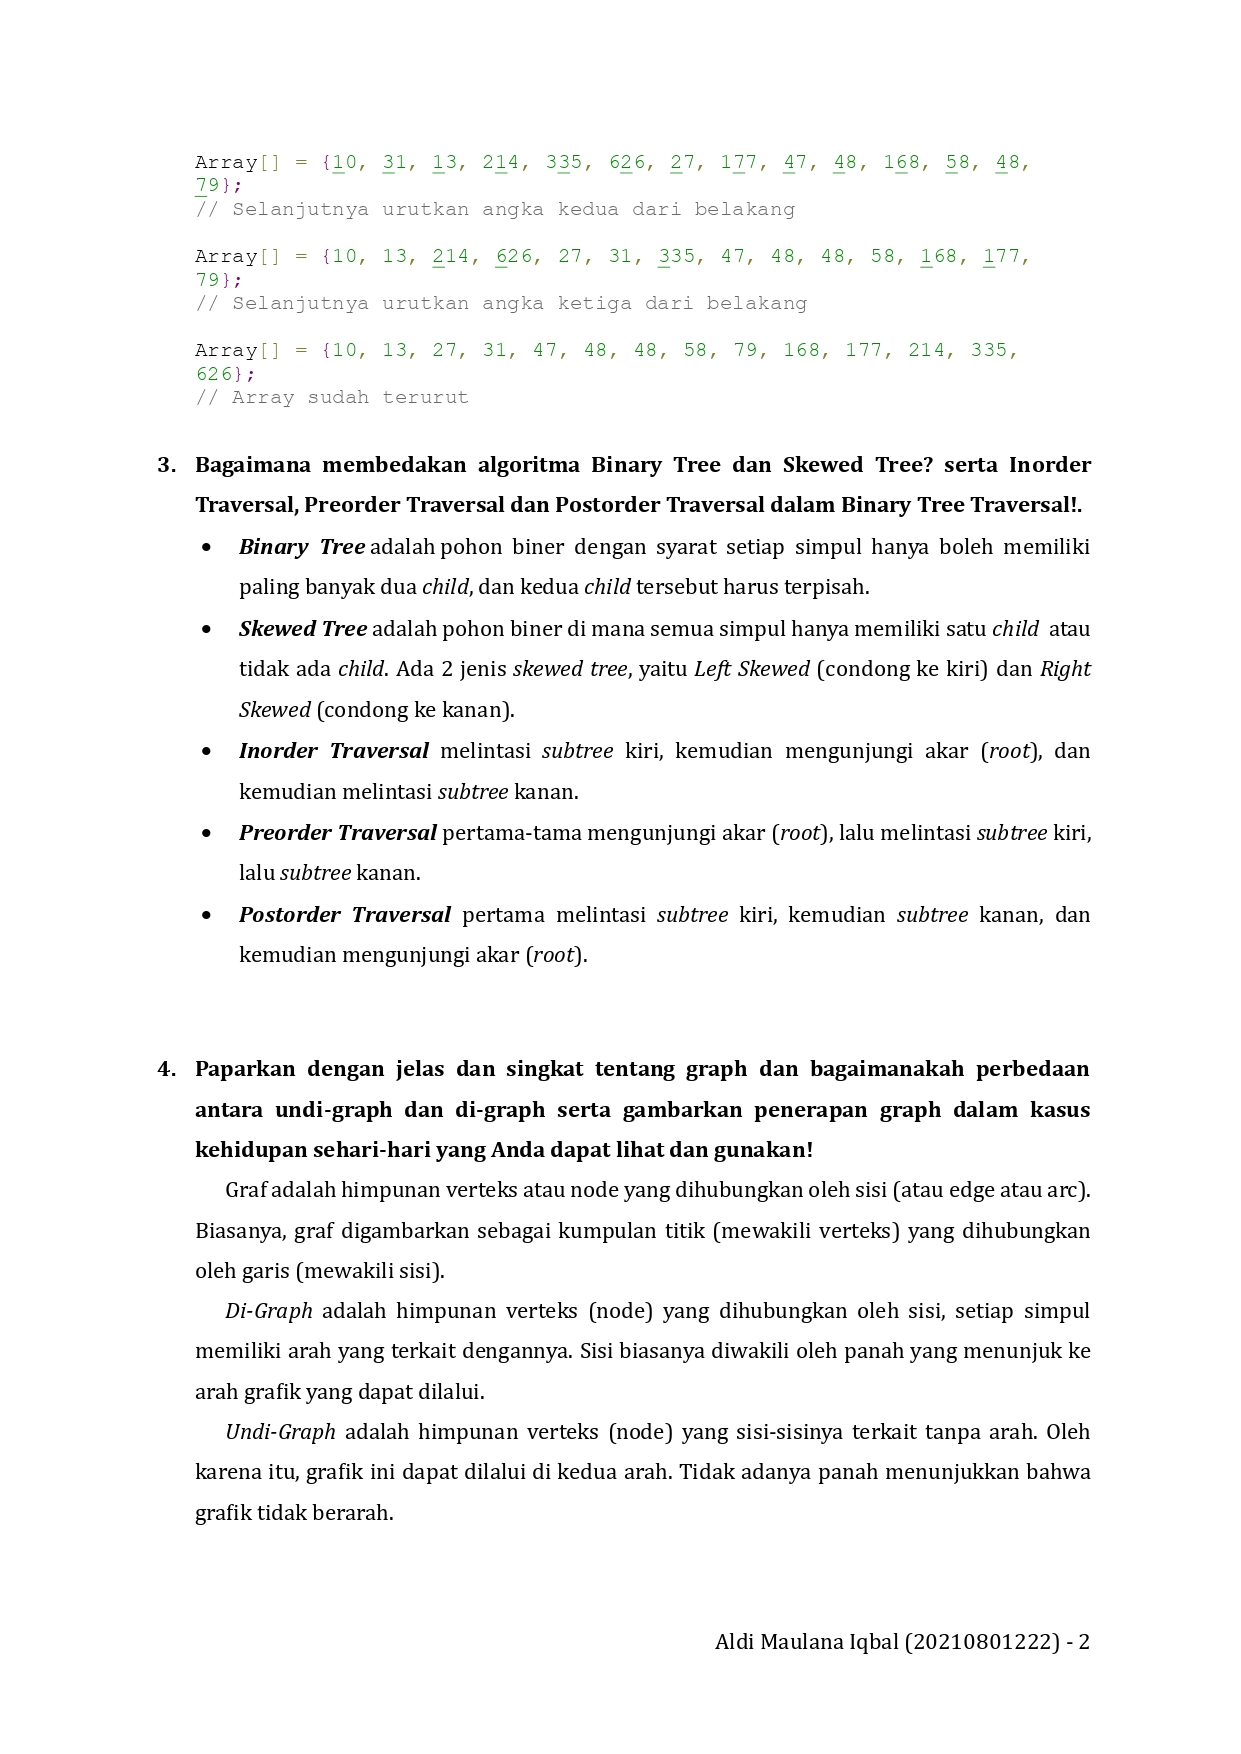 Array[] = {10, 31, 13, 214, 335, 626, 27, 177, 47, 48, 168, 58, 48,
79};
// Selanjutnya urutkan angka kedua dari belakang
Array[] = {10, 13, 214, 626, 27, 31, 335, 47, 48, 48, 58, 168, 177,
79};
// Selanjutnya urutkan angka ketiga dari belakang
Array[] = {10, 13, 27, 31, 47, 48, 48, 58, 79, 168, 177, 214, 335,
626};
// Array sudah terurut
3. Bagaimana membedakan algoritma Binary Tree dan Skewed Tree? serta Inorder
Traversal, Preorder Traversal dan Postorder Traversal dalam Binary Tree Traversal!.
• Binary Tree adalah pohon biner dengan syarat setiap simpul hanya boleh memiliki
paling banyak dua child, dan kedua child tersebut harus terpisah.
• Skewed Tree adalah pohon biner di mana semua simpul hanya memiliki satu child atau
tidak ada child. Ada 2 jenis skewed tree, yaitu Left Skewed (condong ke kiri) dan Right
Skewed (condong ke kanan).
• Inorder Traversal melintasi subtree kiri, kemudian mengunjungi akar (root), dan
kemudian melintasi subtree kanan.
• Preorder Traversal pertama-tama mengunjungi akar (root), lalu melintasi subtree kiri,
lalu subtree kanan.
• Postorder Traversal pertama melintasi subtree kiri, kemudian subtree kanan, dan
kemudian mengunjungi akar (root).
4. Paparkan dengan jelas dan singkat tentang graph dan bagaimanakah perbedaan
antara undi-graph dan di-graph serta gambarkan penerapan graph dalam kasus
kehidupan sehari-hari yang Anda dapat lihat dan gunakan!
Graf adalah himpunan verteks atau node yang dihubungkan oleh sisi (atau edge atau arc).
Biasanya, graf digambarkan sebagai kumpulan titik (mewakili verteks) yang dihubungkan
oleh garis (mewakili sisi).
Di-Graph adalah himpunan verteks (node) yang dihubungkan oleh sisi, setiap simpul
memiliki arah yang terkait dengannya. Sisi biasanya diwakili oleh panah yang menunjuk ke
arah grafik yang dapat dilalui.
Undi-Graph adalah himpunan verteks (node) yang sisi-sisinya terkait tanpa arah. Oleh
karena itu, grafik ini dapat dilalui di kedua arah. Tidak adanya panah menunjukkan bahwa
grafik tidak berarah.
Aldi Maulana Iqbal (20210801222) - 2